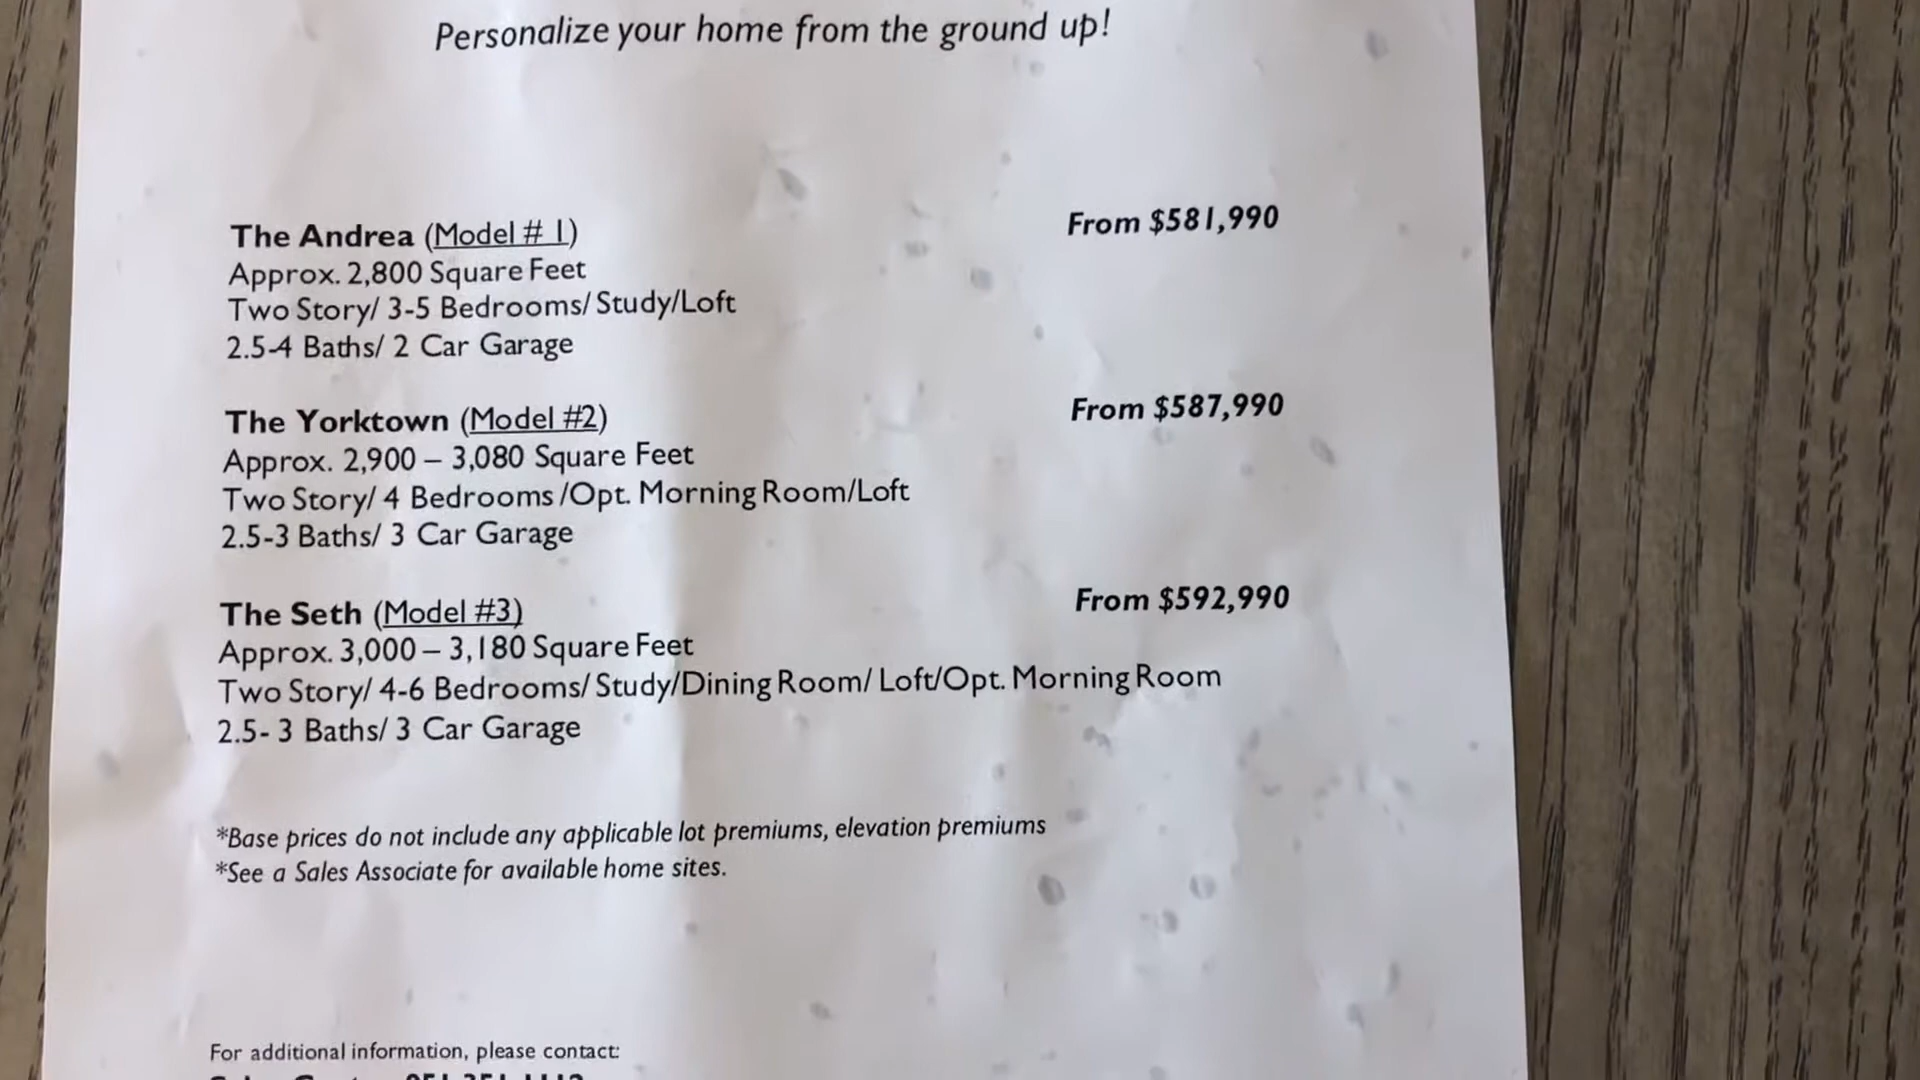 Personalize your home from the ground up!
The Andrea (Model # 1) From $581,990
Approx. 2,800 Square Feet
Two Story/ 3-5 Bedrooms/ Study/Loft
2.5-4 Baths/ 2 Car Garage
The Yorktown (Model #2) From $587,990
Approx. 2,900 – 3,080 Square Feet
Two Story/ 4 Bedrooms /Opt. Morning Room/Loft
2.5-3 Baths/ 3 Car Garage
The Seth (Model #3) From $592,990
Approx. 3,000 – 3,180 Square Feet
Two Story/ 4-6 Bedrooms/ Study/Dining Room/ Loft/Opt. Morning Room
2.5- 3 Baths/ 3 Car Garage
*Base prices do not include any applicable lot premiums, elevation premiums
*See a Sales Associate for available home sites.
For additional information, please contact: